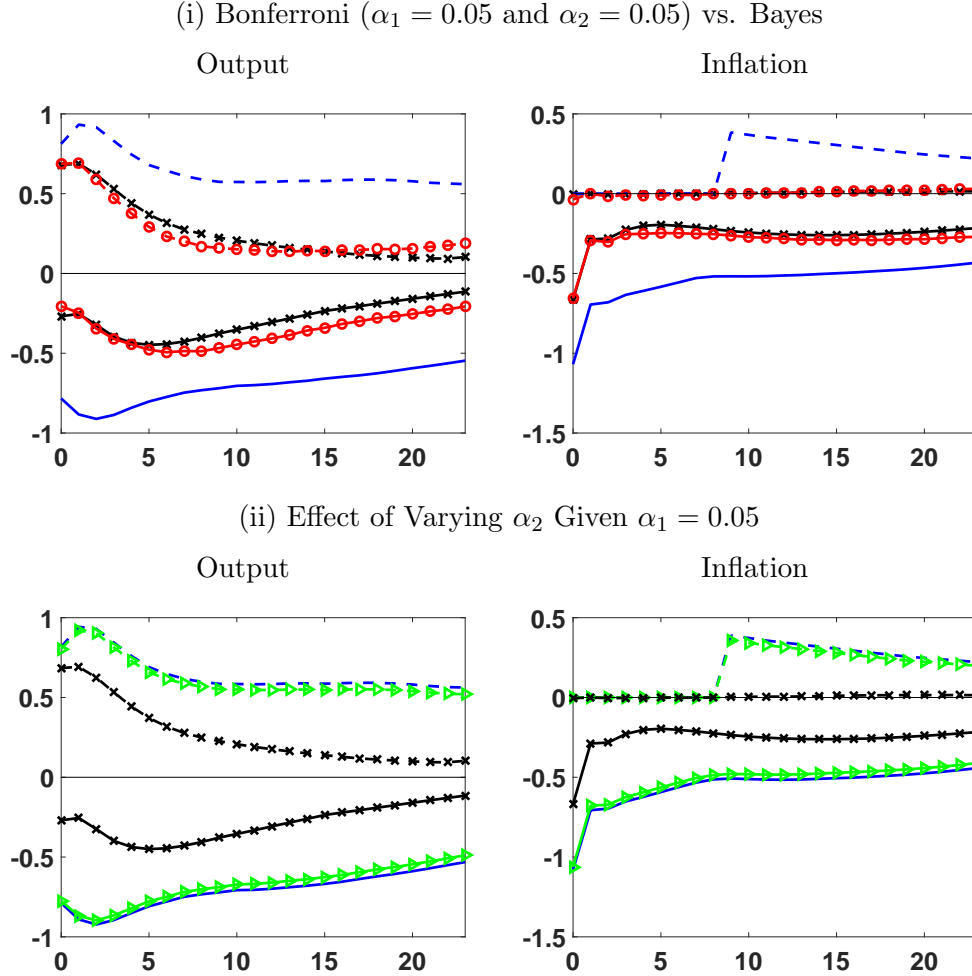 (i) Bonferroni (α₁ = 0.05 and α₂ = 0.05) vs. Bayes
Output
Inflation
1
0.5
0
-0.5
-1
0 5 10 15 20
0.5
0
-0.5
-1
-1.5
0 5 10 15 20
(ii) Effect of Varying α₂ Given α₁ = 0.05
Output
Inflation
1
0.5
0
-0.5
-1
0 5 10 15 20
0.5
0
-0.5
-1
-1.5
0 5 10 15 20